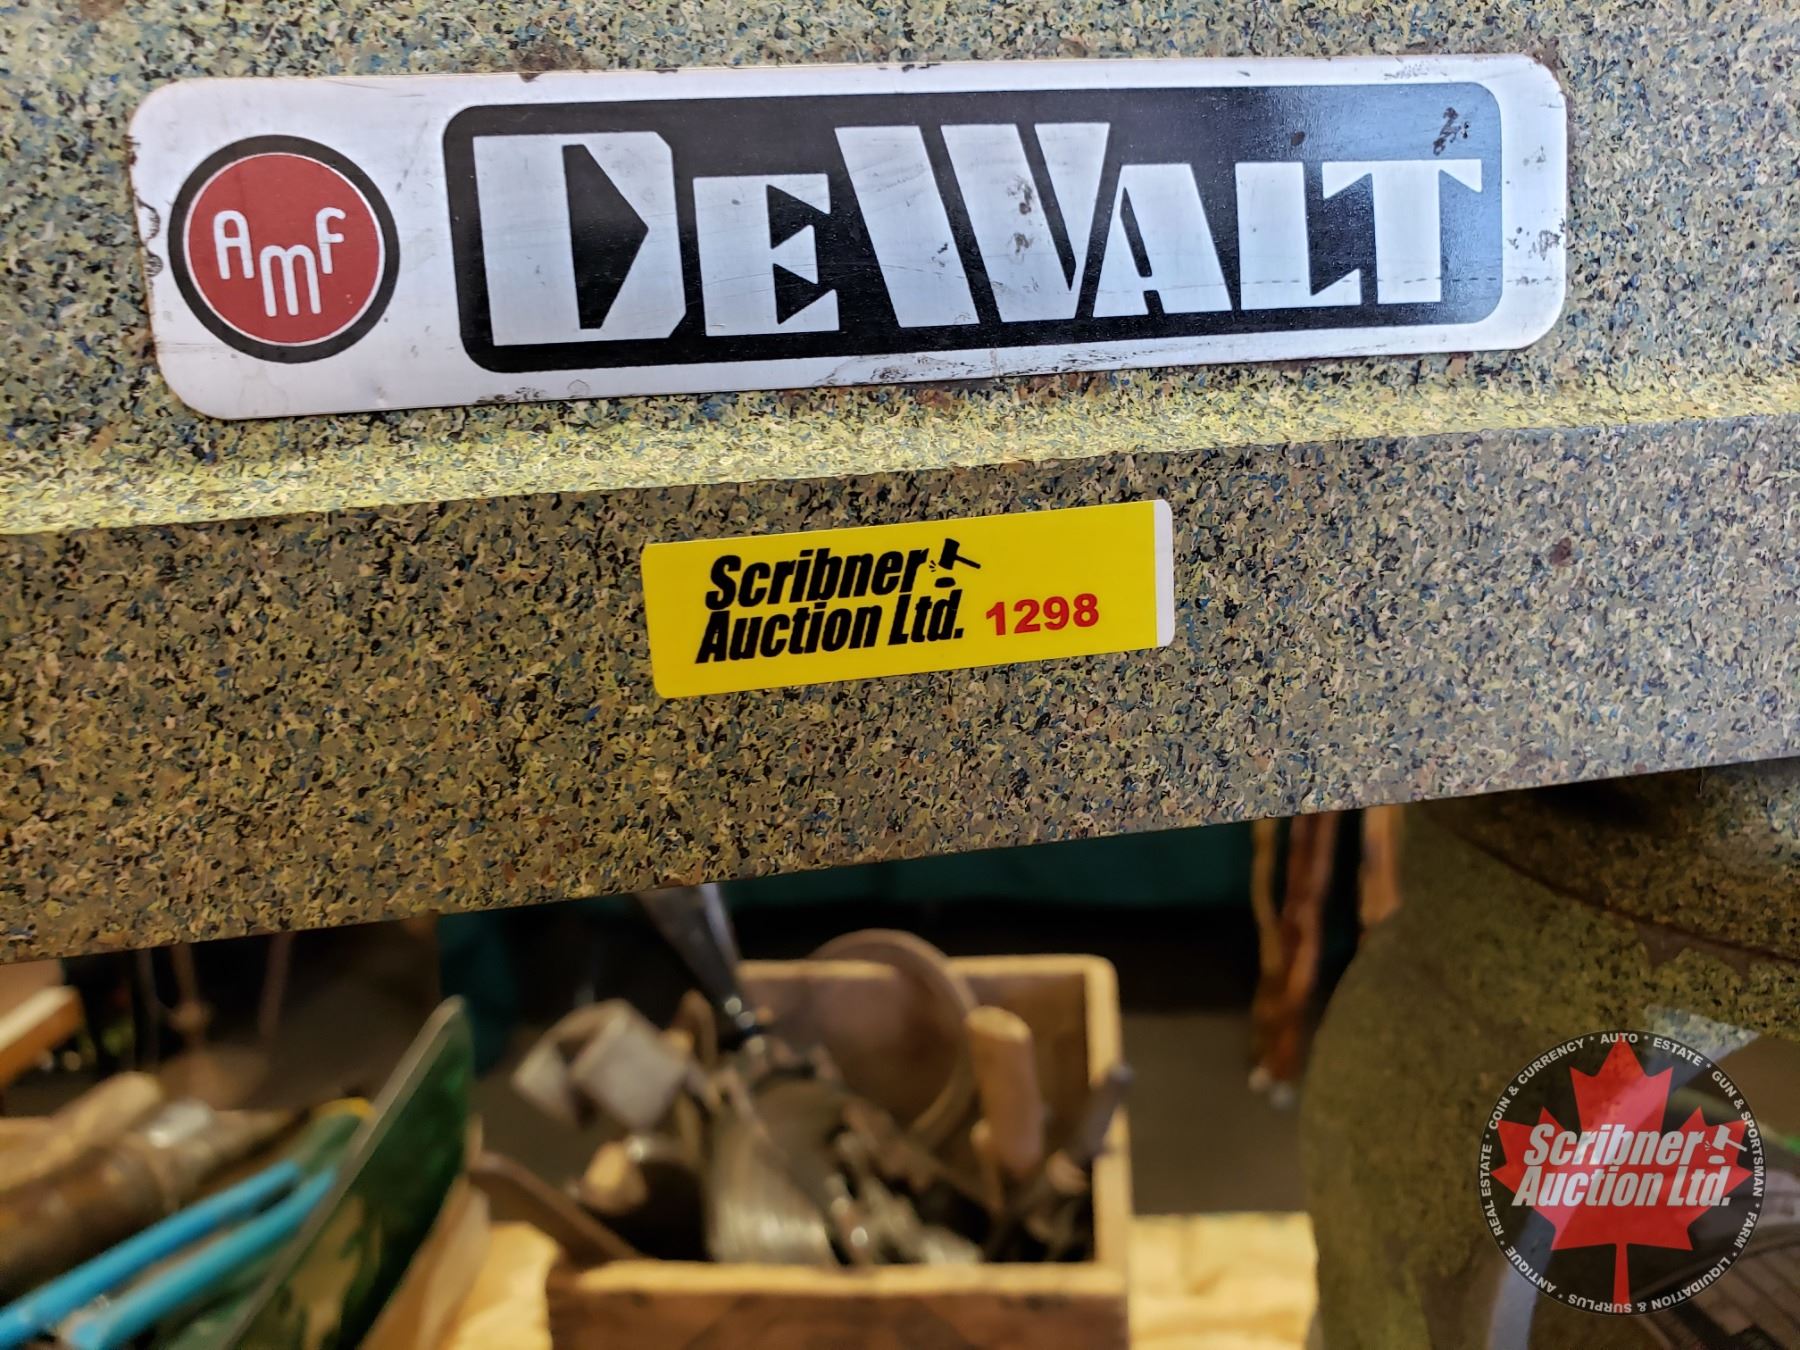 AMF
DEWALT
Scribner
Auction Ltd. 1298
COIN & CURRENCY * AUTO * ESTATE * GUN & SPORTSMAN * FARM * LIQUIDATION & SURPLUS * ANTIQUE * REAL ESTATE *
Scribner
Auction Ltd.